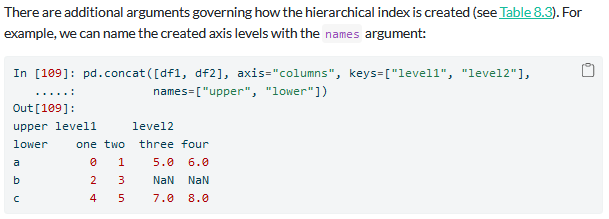 There are additional arguments governing how the hierarchical index is created (see Table 8.3). For
example, we can name the created axis levels with the names argument:
In [109]: pd.concat([df1, df2], axis="columns", keys=["level1", "level2"],
   .....:           names=["upper", "lower"])
Out[109]:
upper level1     level2
lower    one two  three four
a          0   1    5.0  6.0
b          2   3    NaN  NaN
c          4   5    7.0  8.0